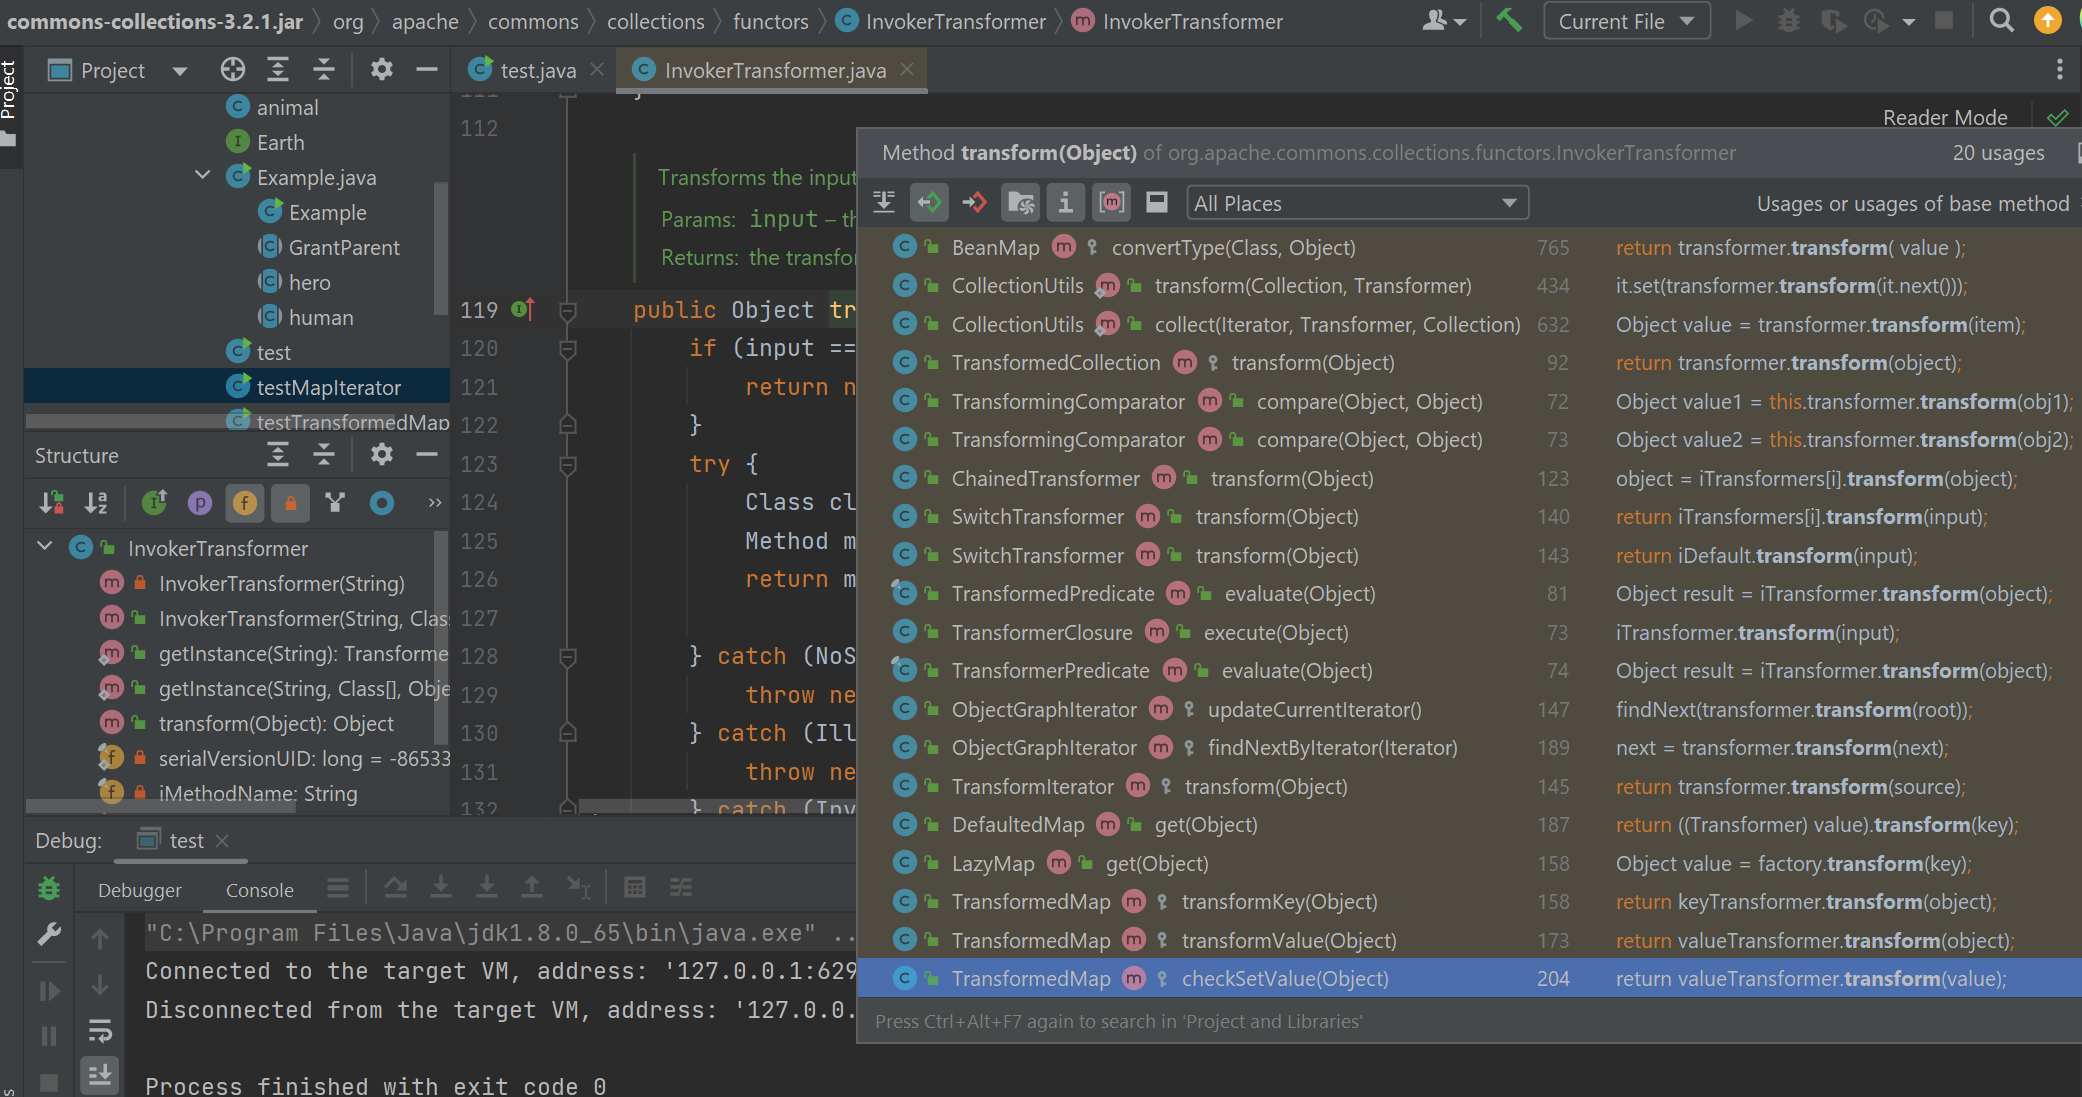 commons-collections-3.2.1.jar org apache commons collections functors InvokerTransformer InvokerTransformer Current File
Project
Project
test.java
InvokerTransformer.java
animal
Earth
Example.java
Example
GrantParent
hero
human
test
testMapIterator
testTransformedMap
Structure
InvokerTransformer
InvokerTransformer(String)
InvokerTransformer(String, Clas
getInstance(String): Transforme
getInstance(String, Class[], Obje
transform(Object): Object
serialVersionUID: long = -86533
iMethodName: String
Reader Mode
111
112
Transforms the input
Params: input – th
Returns: the transfor
119 public Object tr
120 if (input ==
121 return n
122 }
123 try {
124 Class cl
125 Method m
126 return m
127
128 } catch (NoS
129 throw ne
130 } catch (Ill
131 throw ne
132 } catch (Inv
Method transform(Object) of org.apache.commons.collections.functors.InvokerTransformer 20 usages
All Places
Usages or usages of base method
BeanMap convertType(Class, Object) 765 return transformer.transform( value );
CollectionUtils transform(Collection, Transformer) 434 it.set(transformer.transform(it.next()));
CollectionUtils collect(Iterator, Transformer, Collection) 632 Object value = transformer.transform(item);
TransformedCollection transform(Object) 92 return transformer.transform(object);
TransformingComparator compare(Object, Object) 72 Object value1 = this.transformer.transform(obj1);
TransformingComparator compare(Object, Object) 73 Object value2 = this.transformer.transform(obj2);
ChainedTransformer transform(Object) 123 object = iTransformers[i].transform(object);
SwitchTransformer transform(Object) 140 return iTransformers[i].transform(input);
SwitchTransformer transform(Object) 143 return iDefault.transform(input);
TransformedPredicate evaluate(Object) 81 Object result = iTransformer.transform(object);
TransformerClosure execute(Object) 73 iTransformer.transform(input);
TransformerPredicate evaluate(Object) 74 Object result = iTransformer.transform(object);
ObjectGraphIterator updateCurrentIterator() 147 findNext(transformer.transform(root));
ObjectGraphIterator findNextByIterator(Iterator) 189 next = transformer.transform(next);
TransformIterator transform(Object) 145 return transformer.transform(source);
DefaultedMap get(Object) 187 return ((Transformer) value).transform(key);
LazyMap get(Object) 158 Object value = factory.transform(key);
TransformedMap transformKey(Object) 158 return keyTransformer.transform(object);
TransformedMap transformValue(Object) 173 return valueTransformer.transform(object);
TransformedMap checkSetValue(Object) 204 return valueTransformer.transform(value);
Press Ctrl+Alt+F7 again to search in 'Project and Libraries'
Debug: test
Debugger Console
"C:\Program Files\Java\jdk1.8.0_65\bin\java.exe" ..
Connected to the target VM, address: '127.0.0.1:629
Disconnected from the target VM, address: '127.0.0.
Process finished with exit code 0